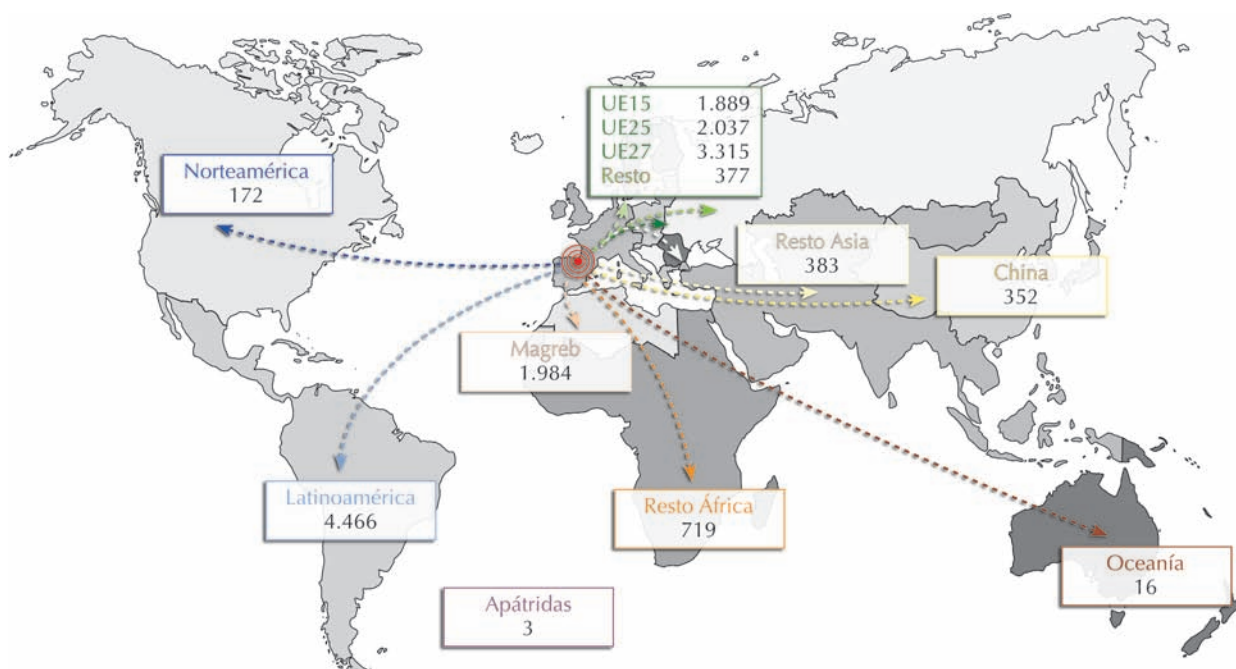 UE15 1.889
UE25 2.037
UE27 3.315
Resto 377
Norteamérica
172
Resto Asia
383
China
352
Magreb
1.984
Latinoamérica
4.466
Resto África
719
Oceanía
16
Apátridas
3